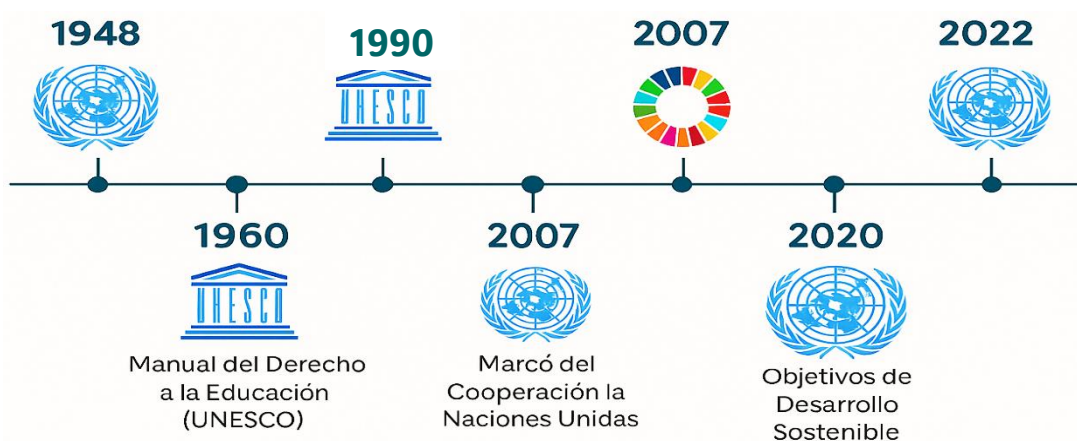 1948
1990
2007
2022
UNESCO
1960
2007
2020
UNESCO
Manual del Derecho
a la Educación
(UNESCO)
Marcó del
Cooperación la
Naciones Unidas
Objetivos de
Desarrollo
Sostenible